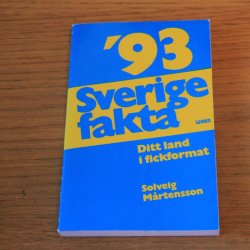 '93
Sverige
fakta
Ditt land
i fickformat
Solveig
Mårtensson